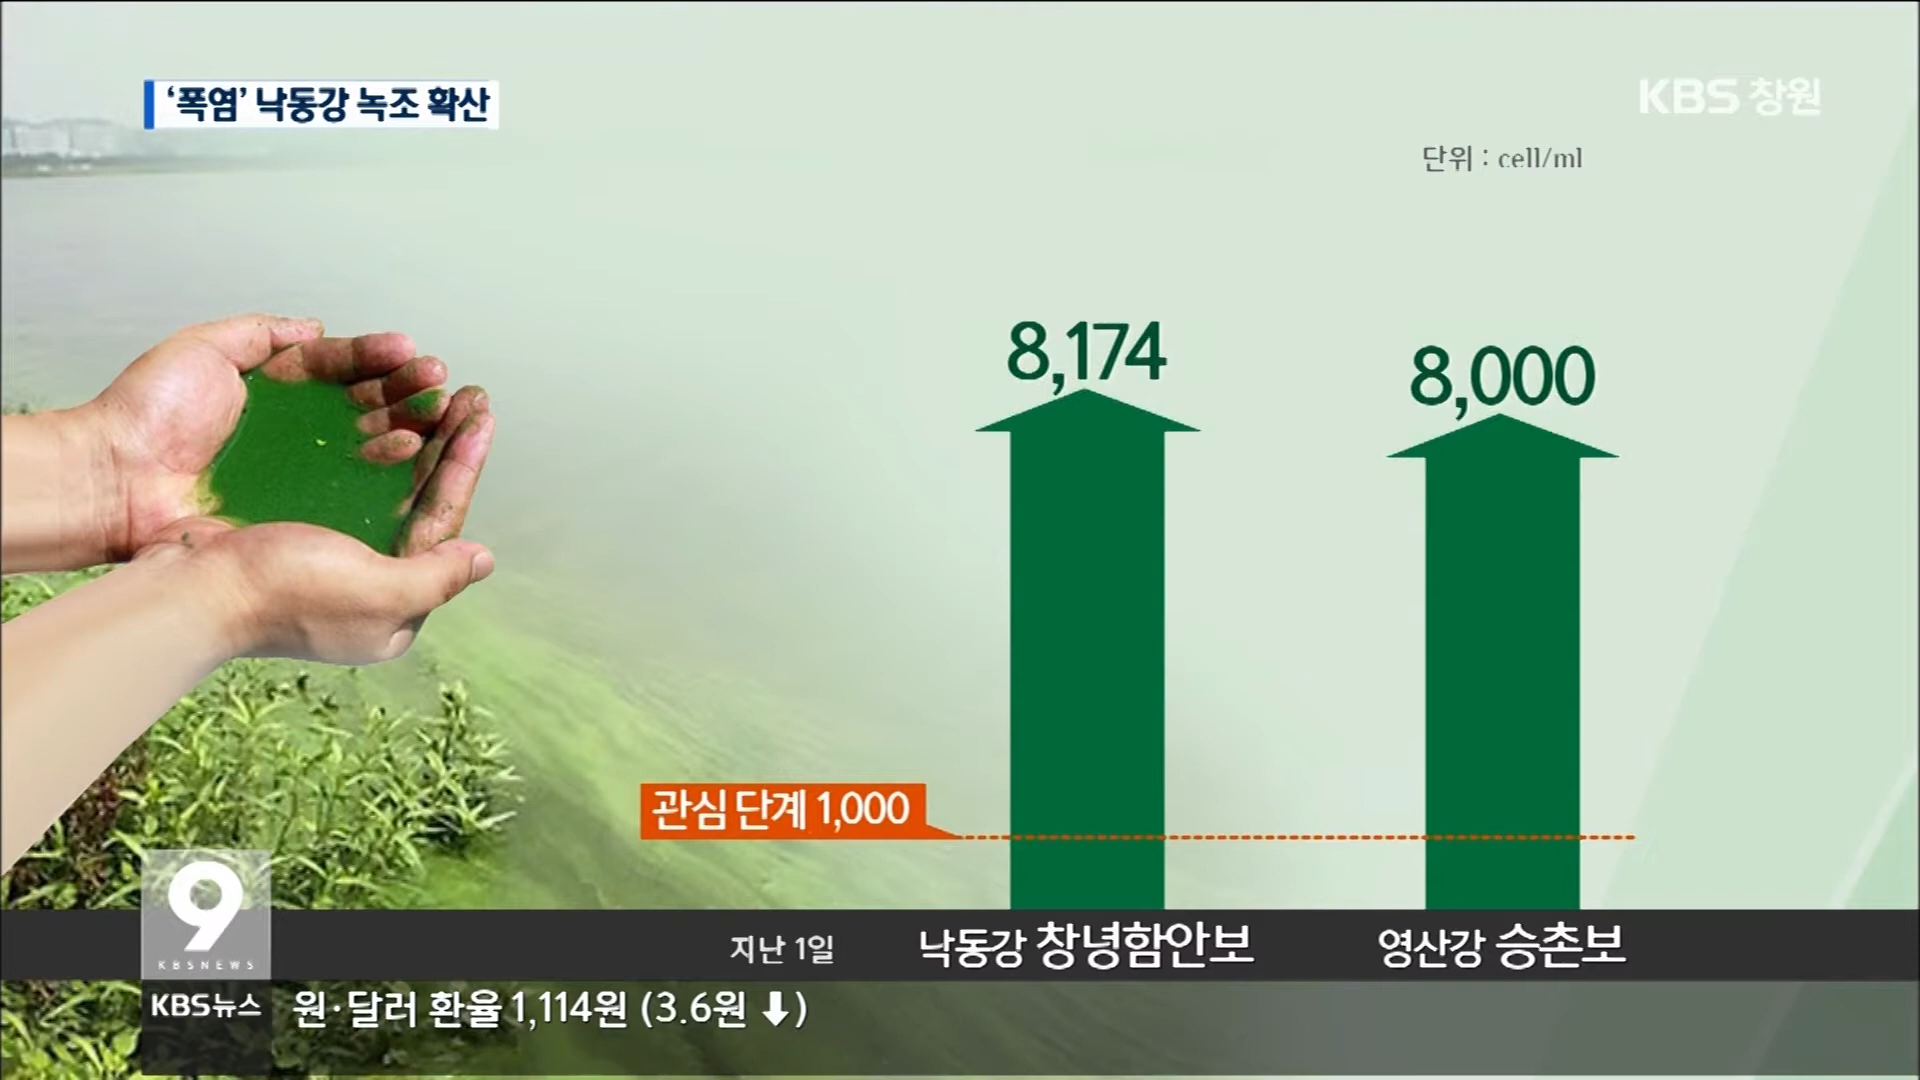 ‘폭염’ 낙동강 녹조 확산
KBS 창원
단위 : cell/ml
8,174
8,000
관심 단계 1,000
9
KBS NEWS
지난 1일
낙동강 창녕함안보
영산강 승촌보
KBS뉴스
원·달러 환율 1,114원 (3.6원 ⬇)